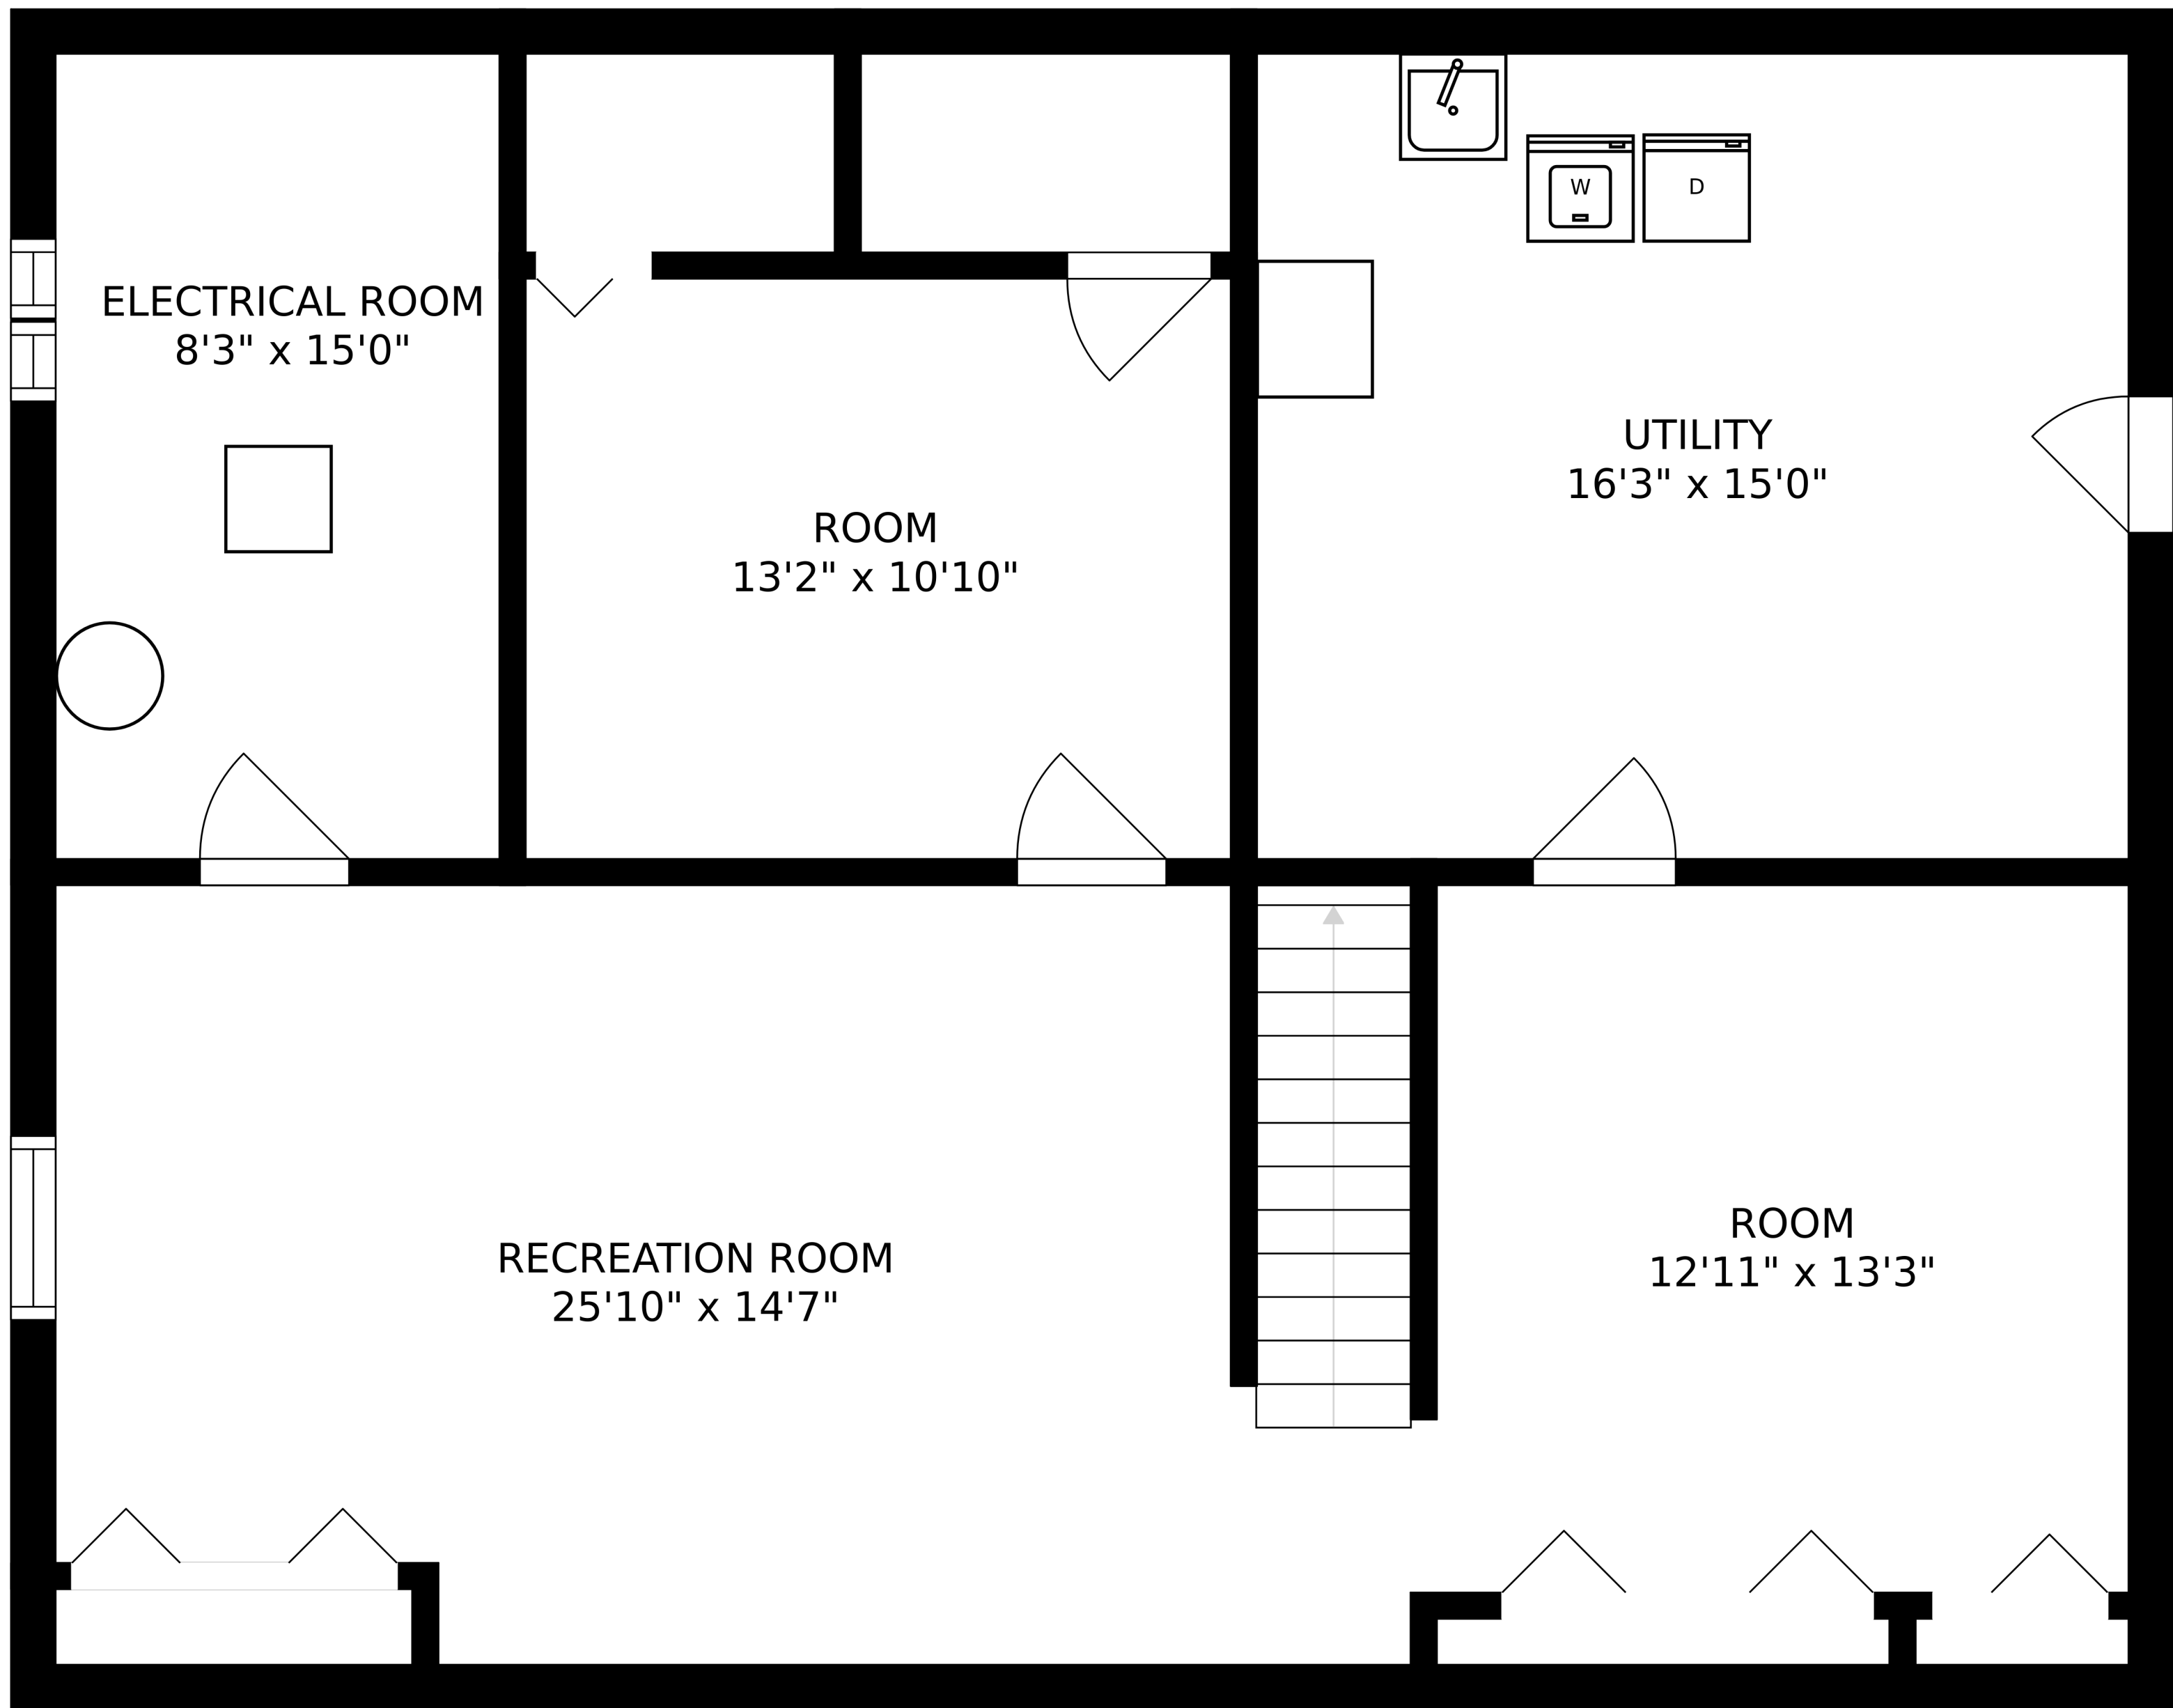 W
D
ELECTRICAL ROOM
8'3" x 15'0"
UTILITY
16'3" x 15'0"
ROOM
13'2" x 10'10"
ROOM
12'11" x 13'3"
RECREATION ROOM
25'10" x 14'7"